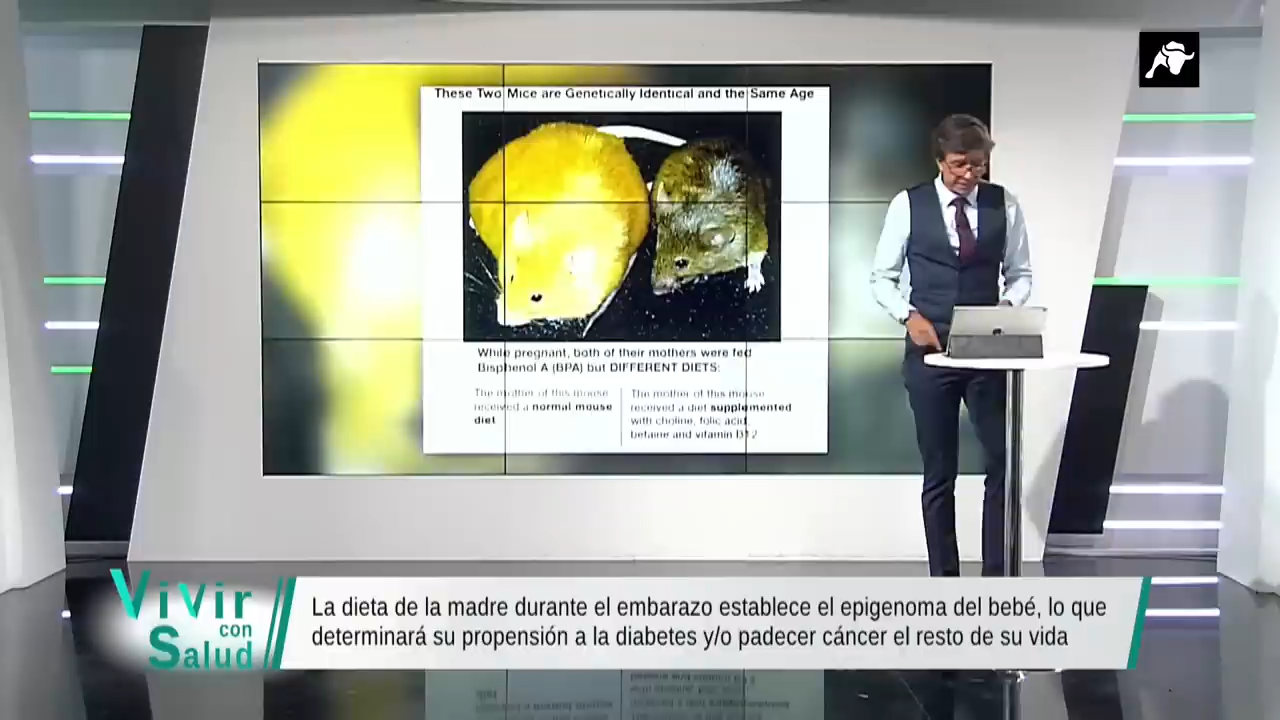 These Two Mice are Genetically Identical and the Same Age
While pregnant, both of their mothers were fed
Bisphenol A (BPA) but DIFFERENT DIETS:
The mother of this mouse
received a normal mouse
diet
The mother of this mouse
received a diet supplemented
with choline, folic acid,
betaine and vitamin B12
Vivir
con
Salud
La dieta de la madre durante el embarazo establece el epigenoma del bebé, lo que
determinará su propensión a la diabetes y/o padecer cáncer el resto de su vida